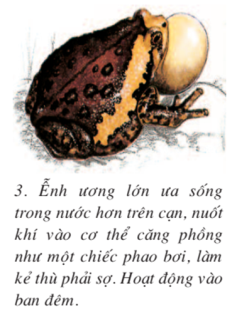 3. Ễnh ương lớn ưa sống
trong nước hơn trên cạn, nuốt
khí vào cơ thể căng phồng
như một chiếc phao bơi, làm
kẻ thù phải sợ. Hoạt động vào
ban đêm.